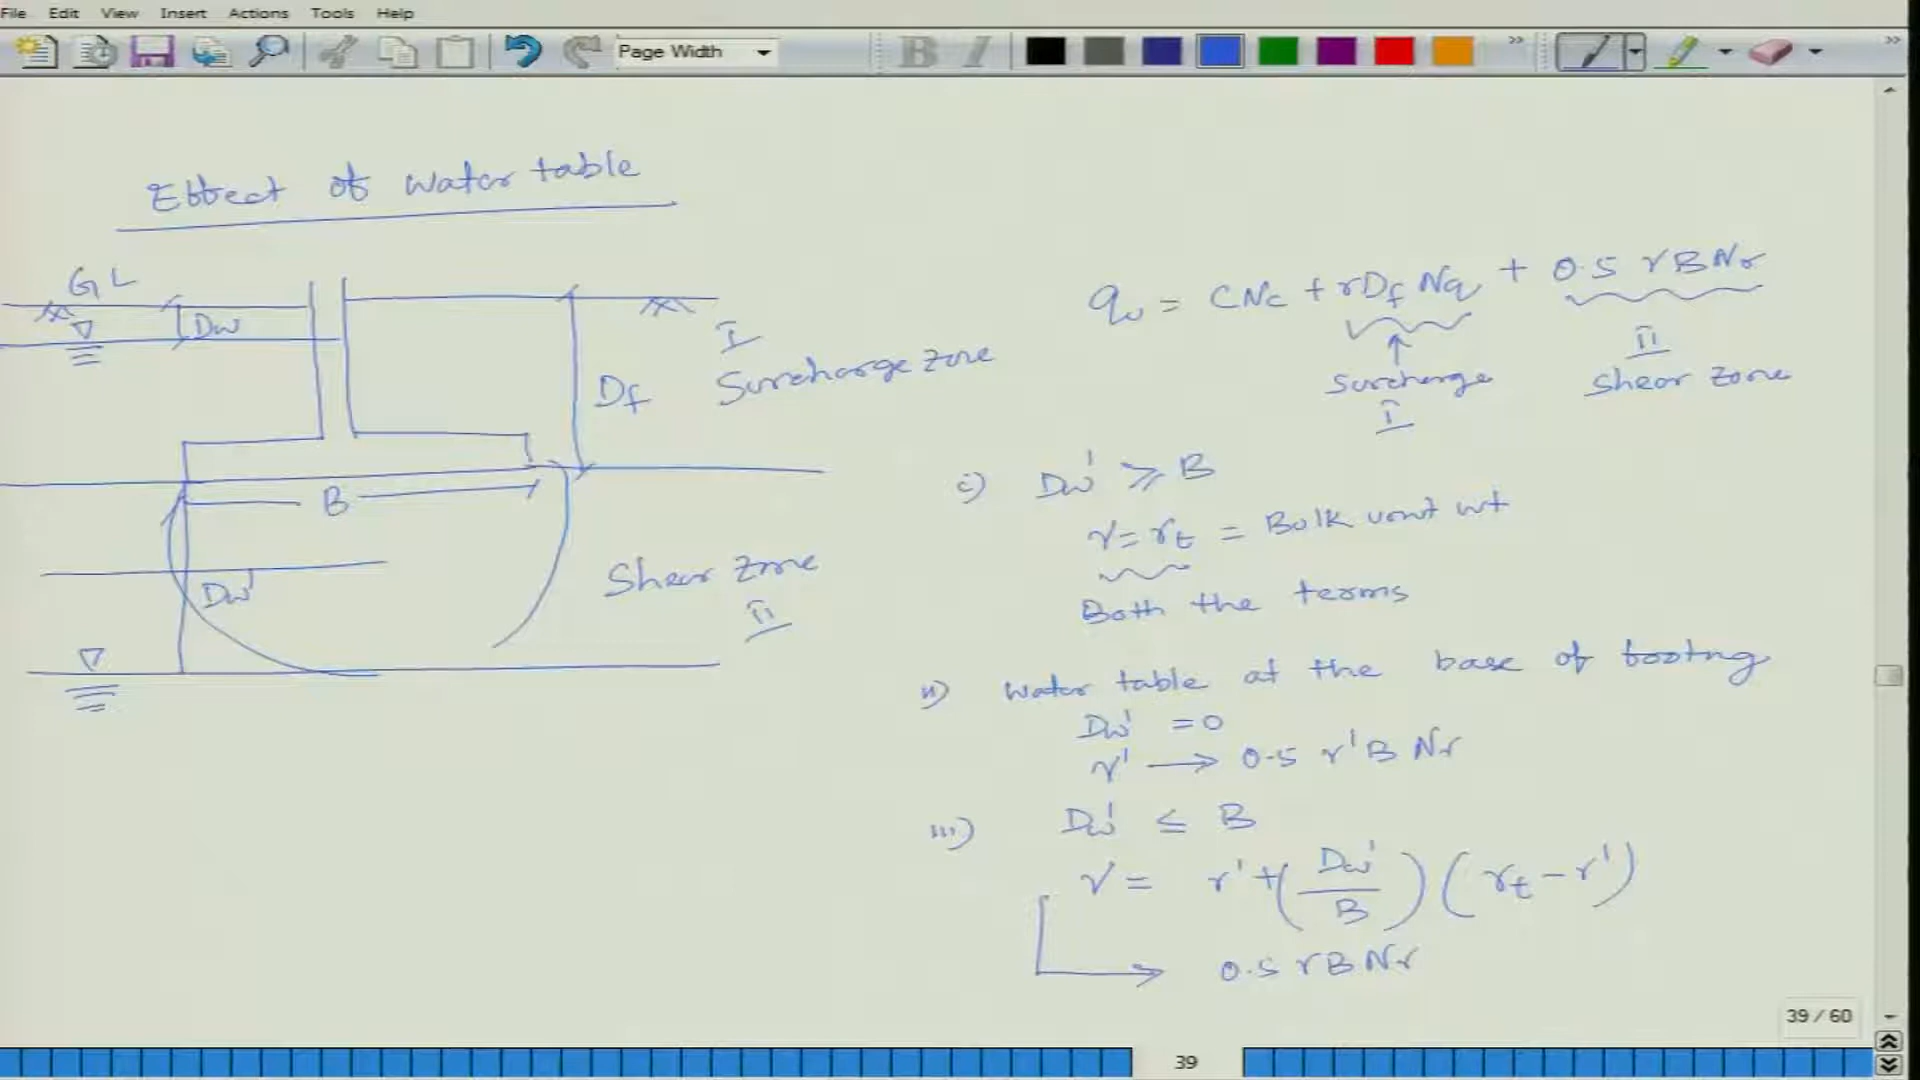 File Edit View Insert Actions Tools Help
Page Width
B I
Effect of water table
GL
Dw
I
Surcharge zone
Df
B
Dw'
Shear zone
II
qu = CNc + γDf Nq + 0.5 γBNr
Surcharge
I
II
Shear zone
i) Dw' ≥ B
γ = γt = Bulk unit wt
Both the terms
ii) Water table at the base of footing
Dw' = 0
γ' → 0.5 γ'B Nr
iii) Dw' ≤ B
γ = γ' + (Dw'/B) (γt - γ')
0.5 γBNr
39 / 60
39